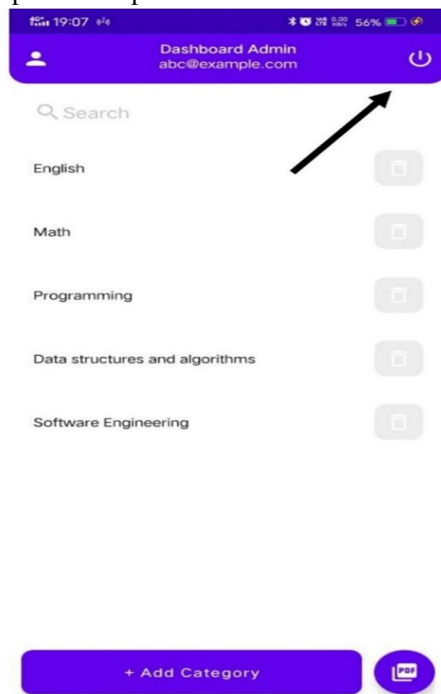 19:07
56%
Dashboard Admin
abc@example.com
Search
English
Math
Programming
Data structures and algorithms
Software Engineering
+ Add Category
PDF